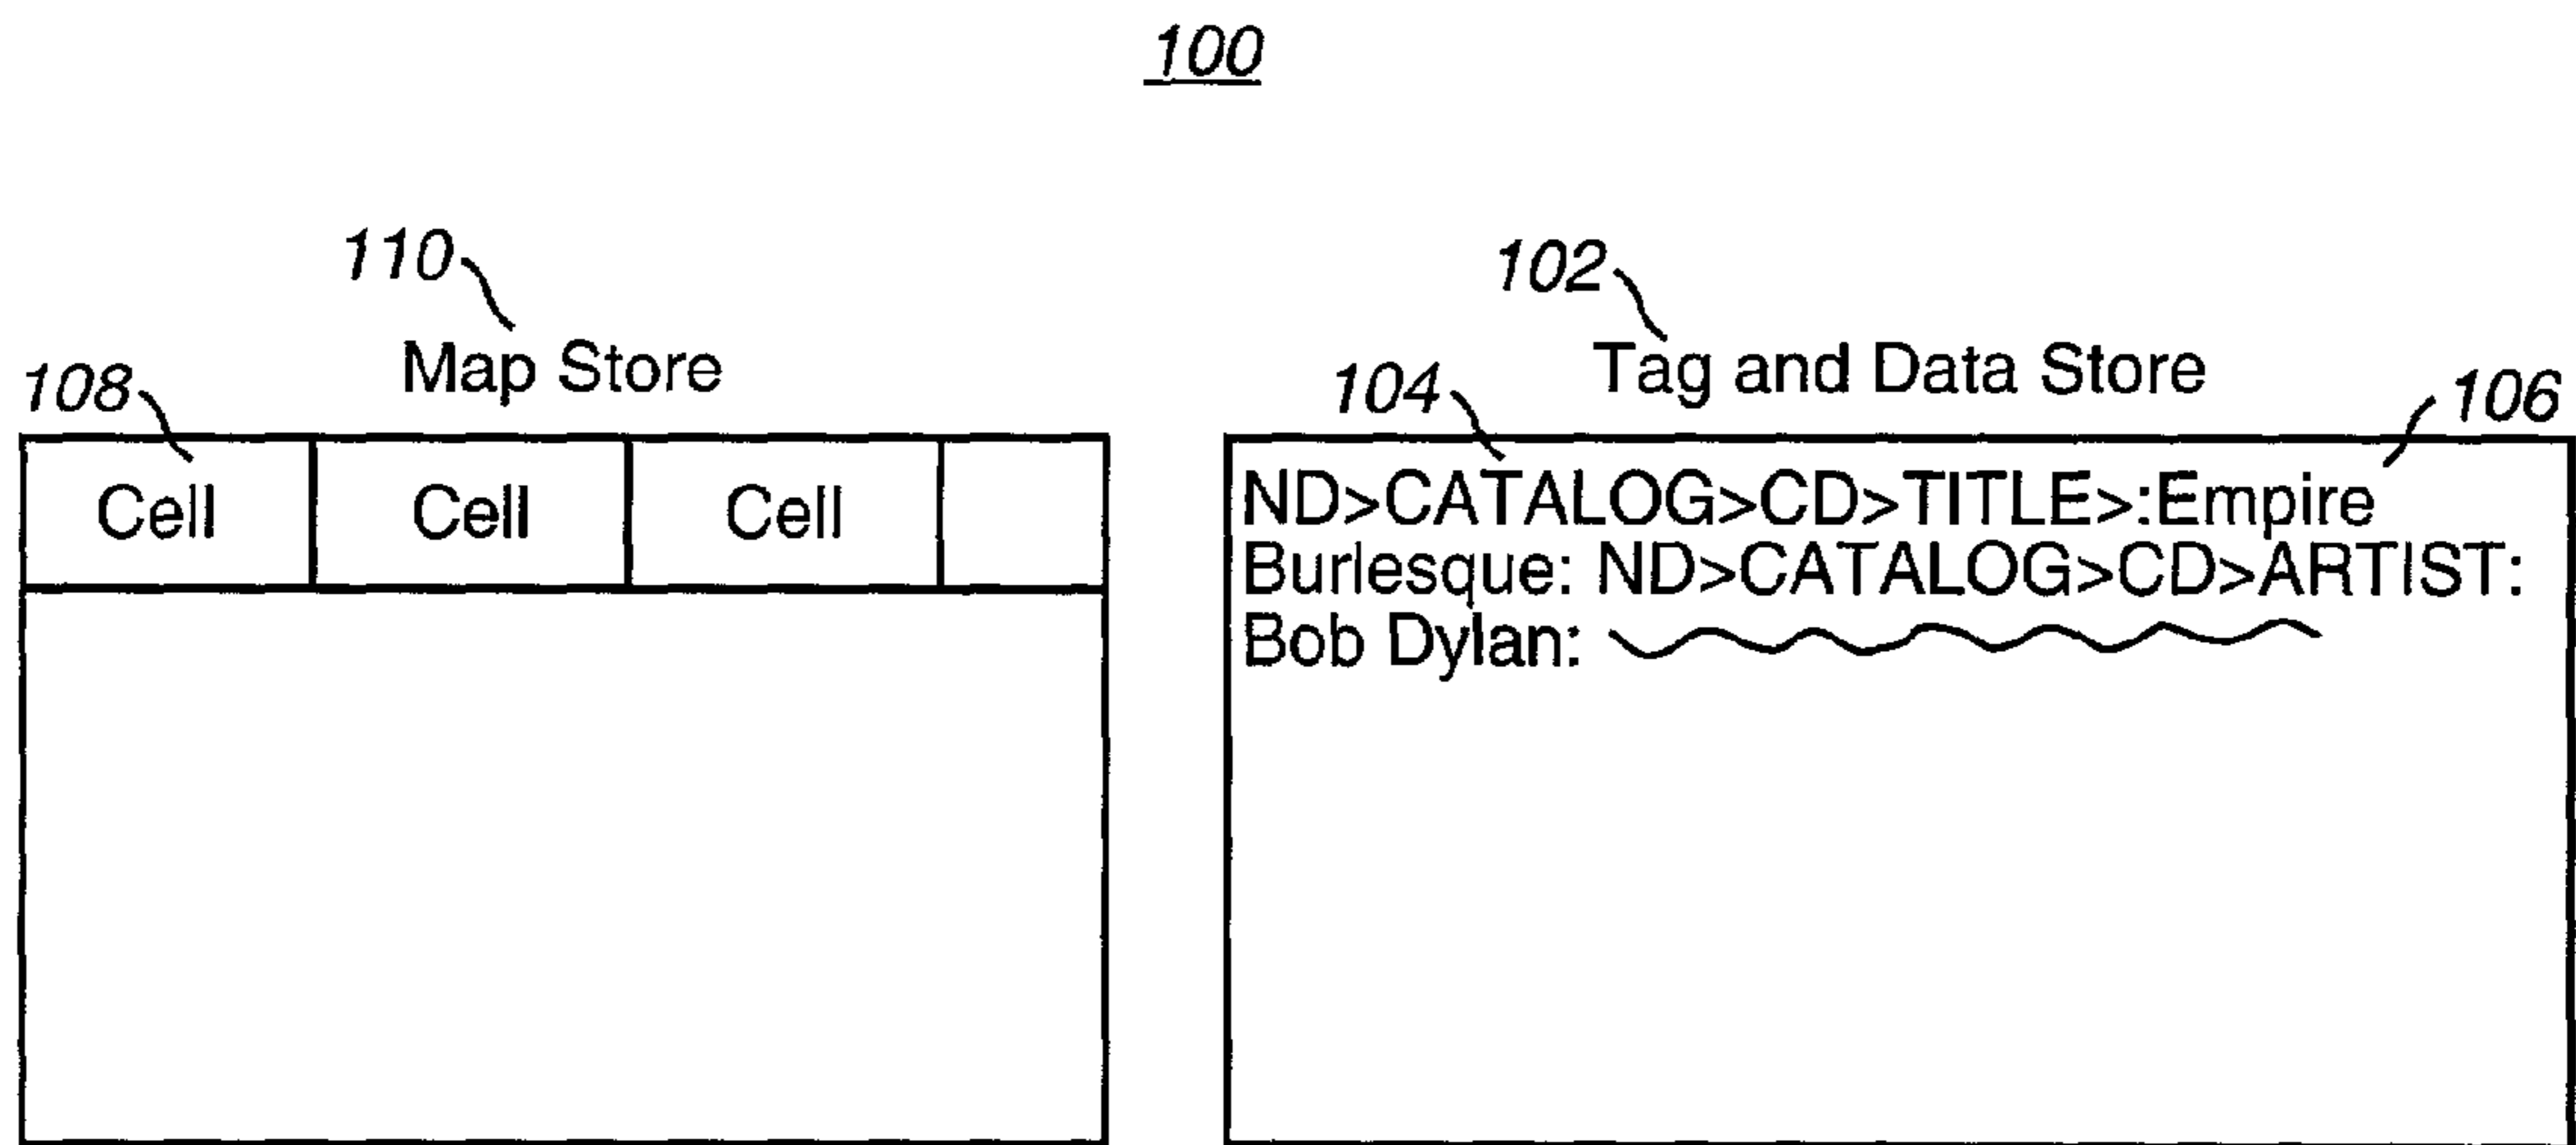 100
110
102
Map Store
Tag and Data Store
108
104
106
Cell Cell Cell
ND>CATALOG>CD>TITLE>:Empire
Burlesque: ND>CATALOG>CD>ARTIST:
Bob Dylan: